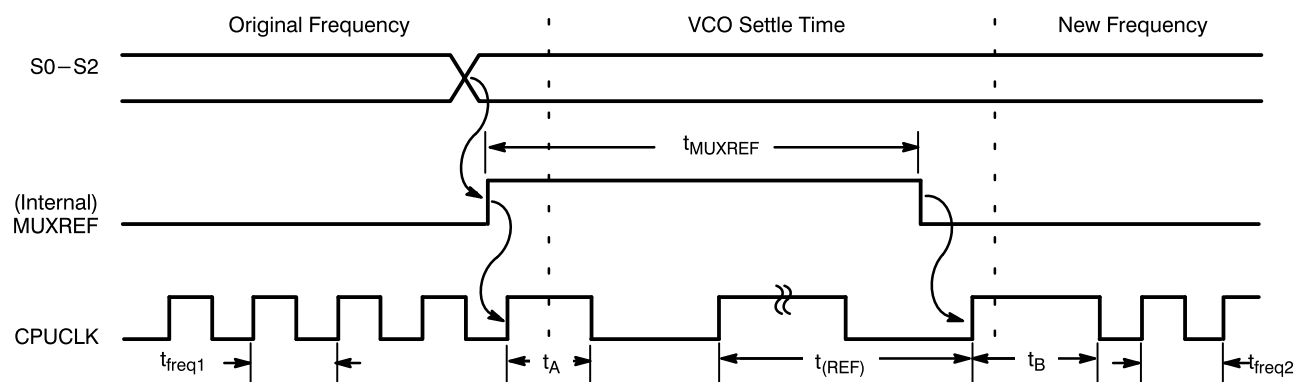 Original Frequency
VCO Settle Time
New Frequency
S0–S2
tMUXREF
(Internal)
MUXREF
CPUCLK
tfreq1
tA
t(REF)
tB
tfreq2